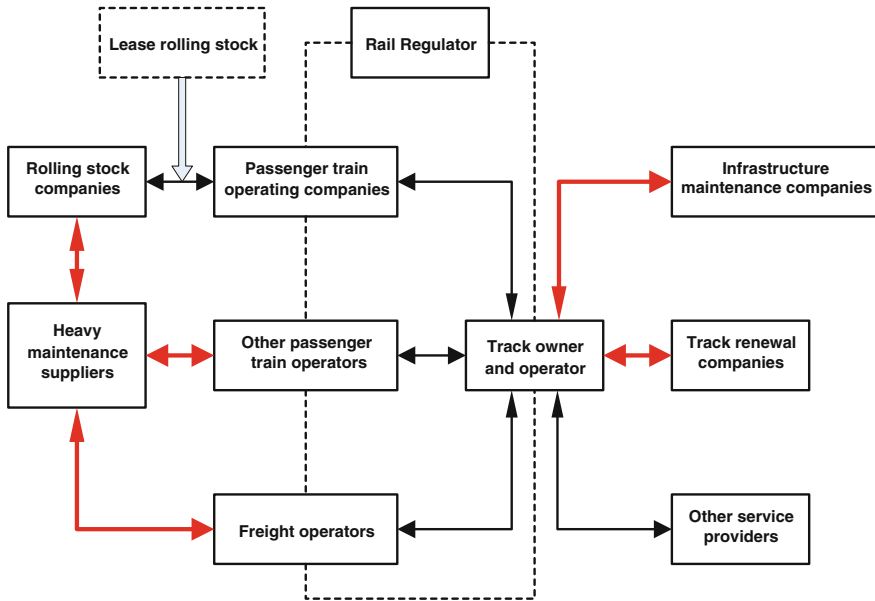 Lease rolling stock
Rail Regulator
Rolling stock
companies
Passenger train
operating companies
Infrastructure
maintenance companies
Heavy
maintenance
suppliers
Other passenger
train operators
Track owner
and operator
Track renewal
companies
Freight operators
Other service
providers